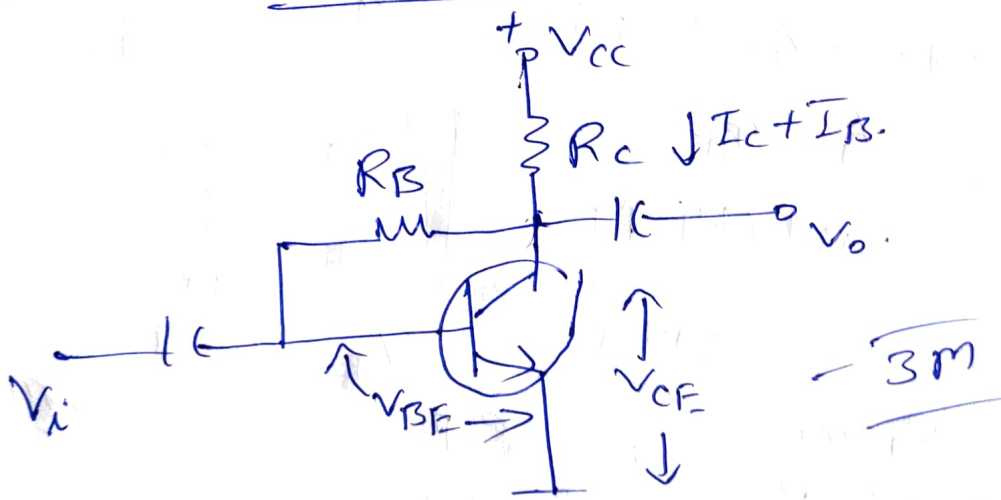 + VCC
RC ↓ IC + IB.
RB
Vo.
VCE
- 3M
Vi
VBE →